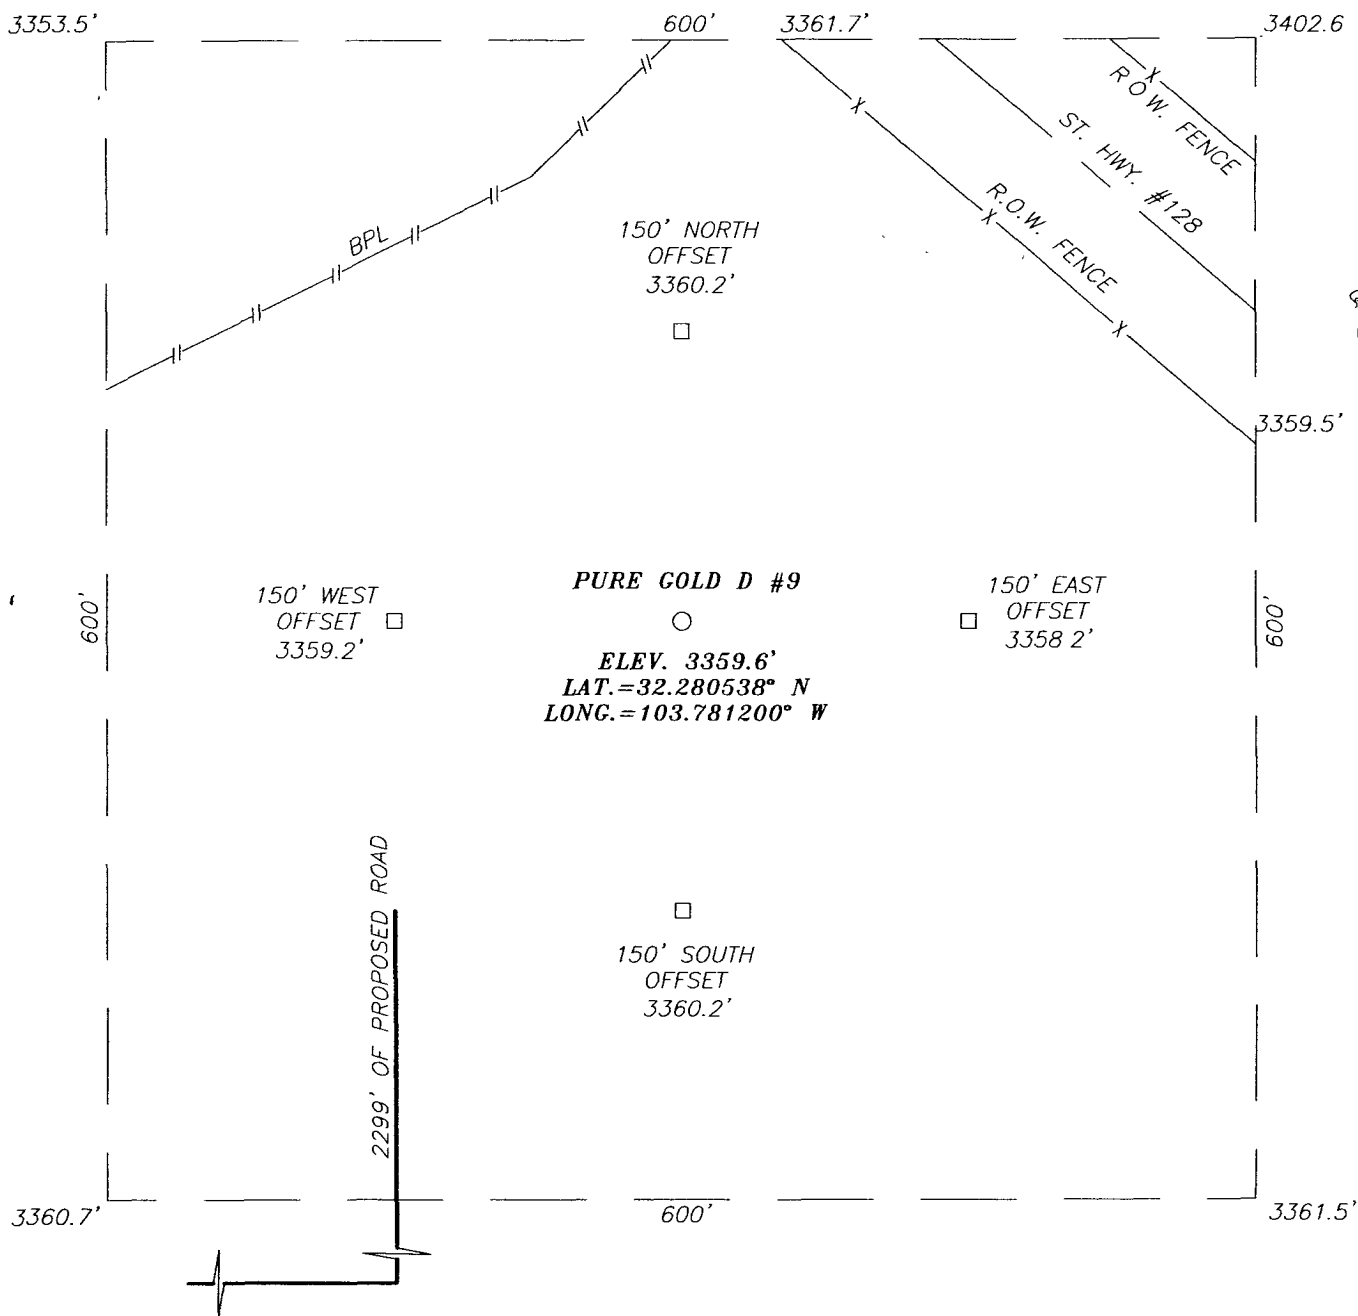 3353.5' 600' 3361.7' 3402.6
R O W. FENCE
ST. HWY. #128
R.O.W. FENCE
BPL
150' NORTH
OFFSET
3360.2'
3359.5'
600'
150' WEST
OFFSET
3359.2'
PURE GOLD D #9
ELEV. 3359.6'
LAT.=32.280538° N
LONG.=103.781200° W
150' EAST
OFFSET
3358 2'
600'
2299' OF PROPOSED ROAD
150' SOUTH
OFFSET
3360.2'
3360.7' 600' 3361.5'